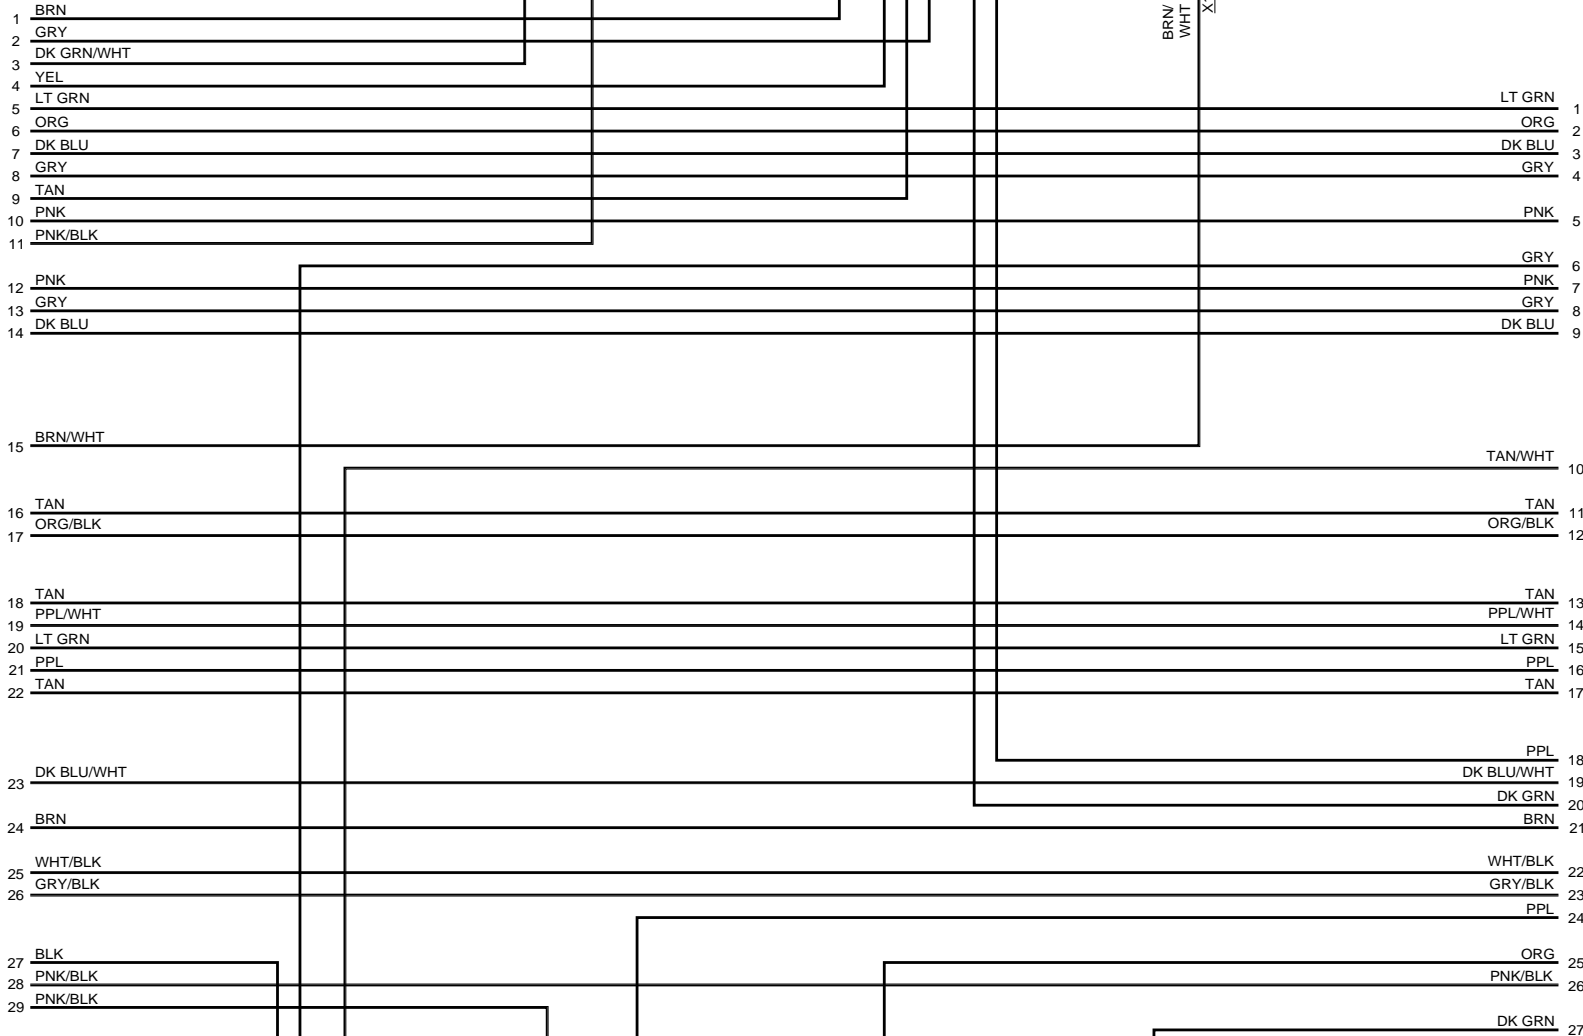 BRN/
WHT
X
1 BRN
2 GRY
3 DK GRN/WHT
4 YEL
5 LT GRN LT GRN 1
6 ORG ORG 2
7 DK BLU DK BLU 3
8 GRY GRY 4
9 TAN
10 PNK PNK 5
11 PNK/BLK
GRY 6
12 PNK PNK 7
13 GRY GRY 8
14 DK BLU DK BLU 9
15 BRN/WHT
TAN/WHT 10
16 TAN TAN 11
17 ORG/BLK ORG/BLK 12
18 TAN TAN 13
19 PPL/WHT PPL/WHT 14
20 LT GRN LT GRN 15
21 PPL PPL 16
22 TAN TAN 17
PPL 18
23 DK BLU/WHT DK BLU/WHT 19
DK GRN 20
24 BRN BRN 21
25 WHT/BLK WHT/BLK 22
26 GRY/BLK GRY/BLK 23
PPL 24
27 BLK ORG 25
28 PNK/BLK PNK/BLK 26
29 PNK/BLK
DK GRN 27